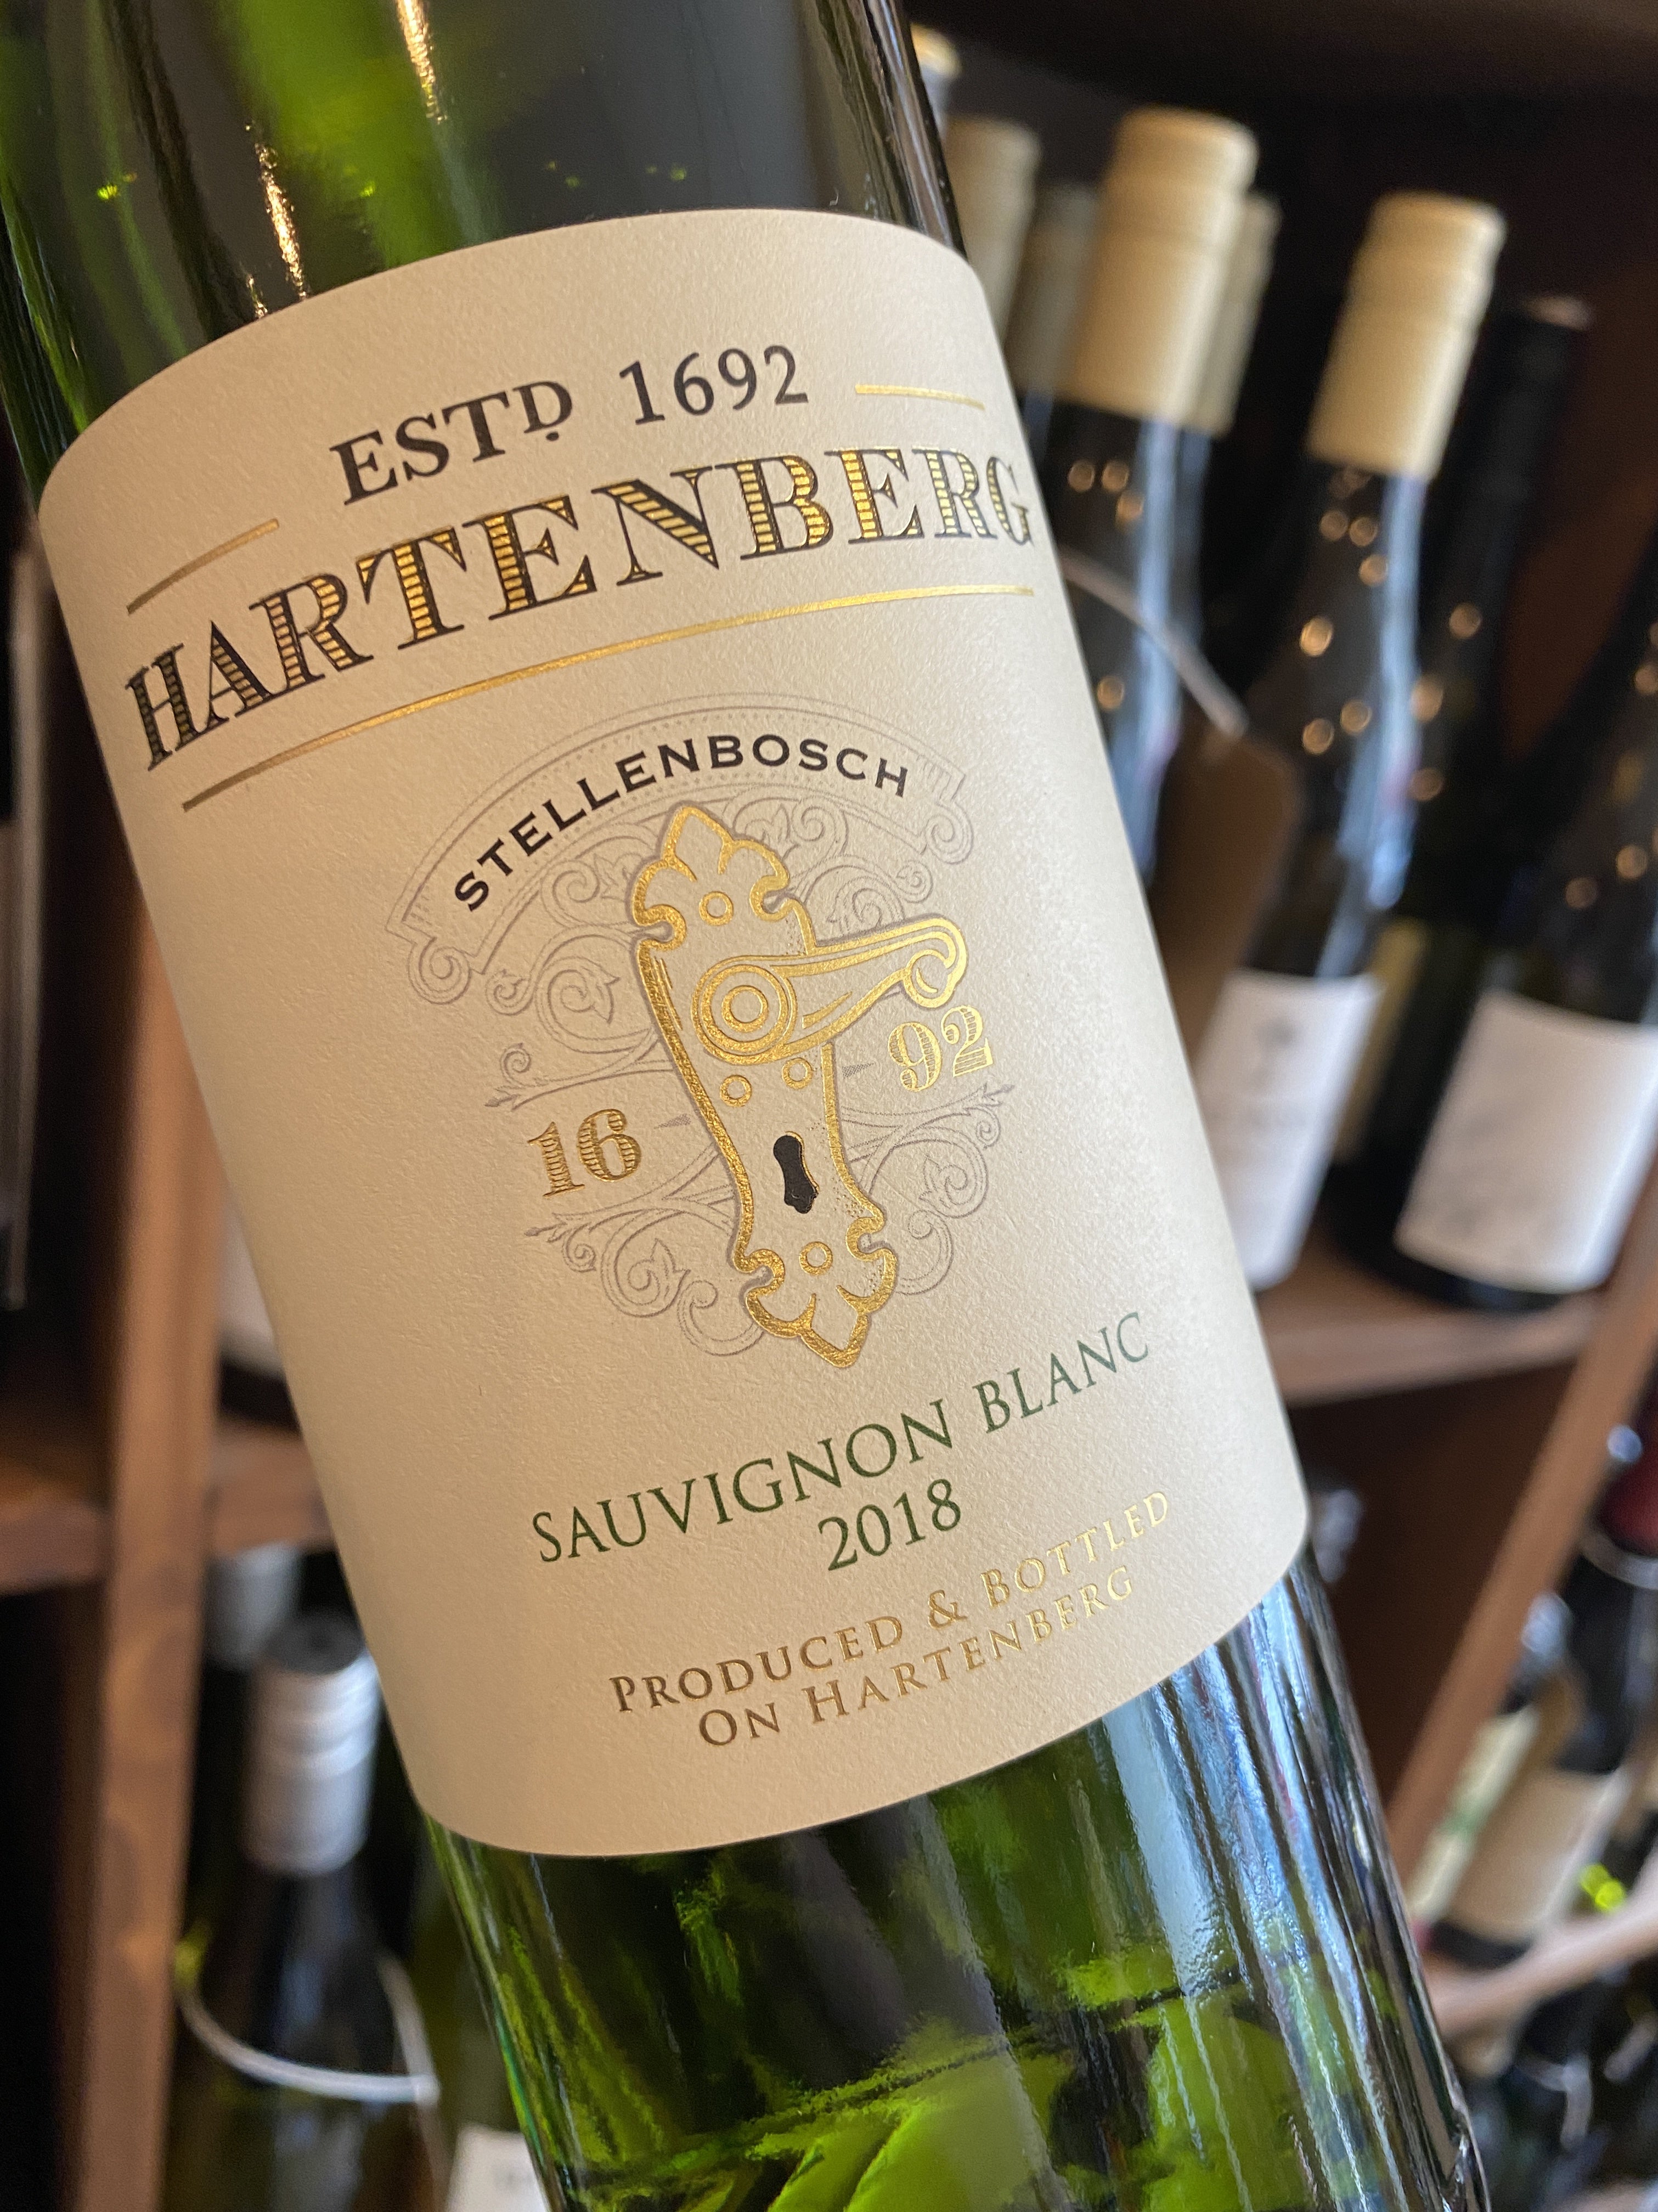 ESTD 1692
HARTENBERG
STELLENBOSCH
16 92
SAUVIGNON BLANC
2018
PRODUCED & BOTTLED
ON HARTENBERG